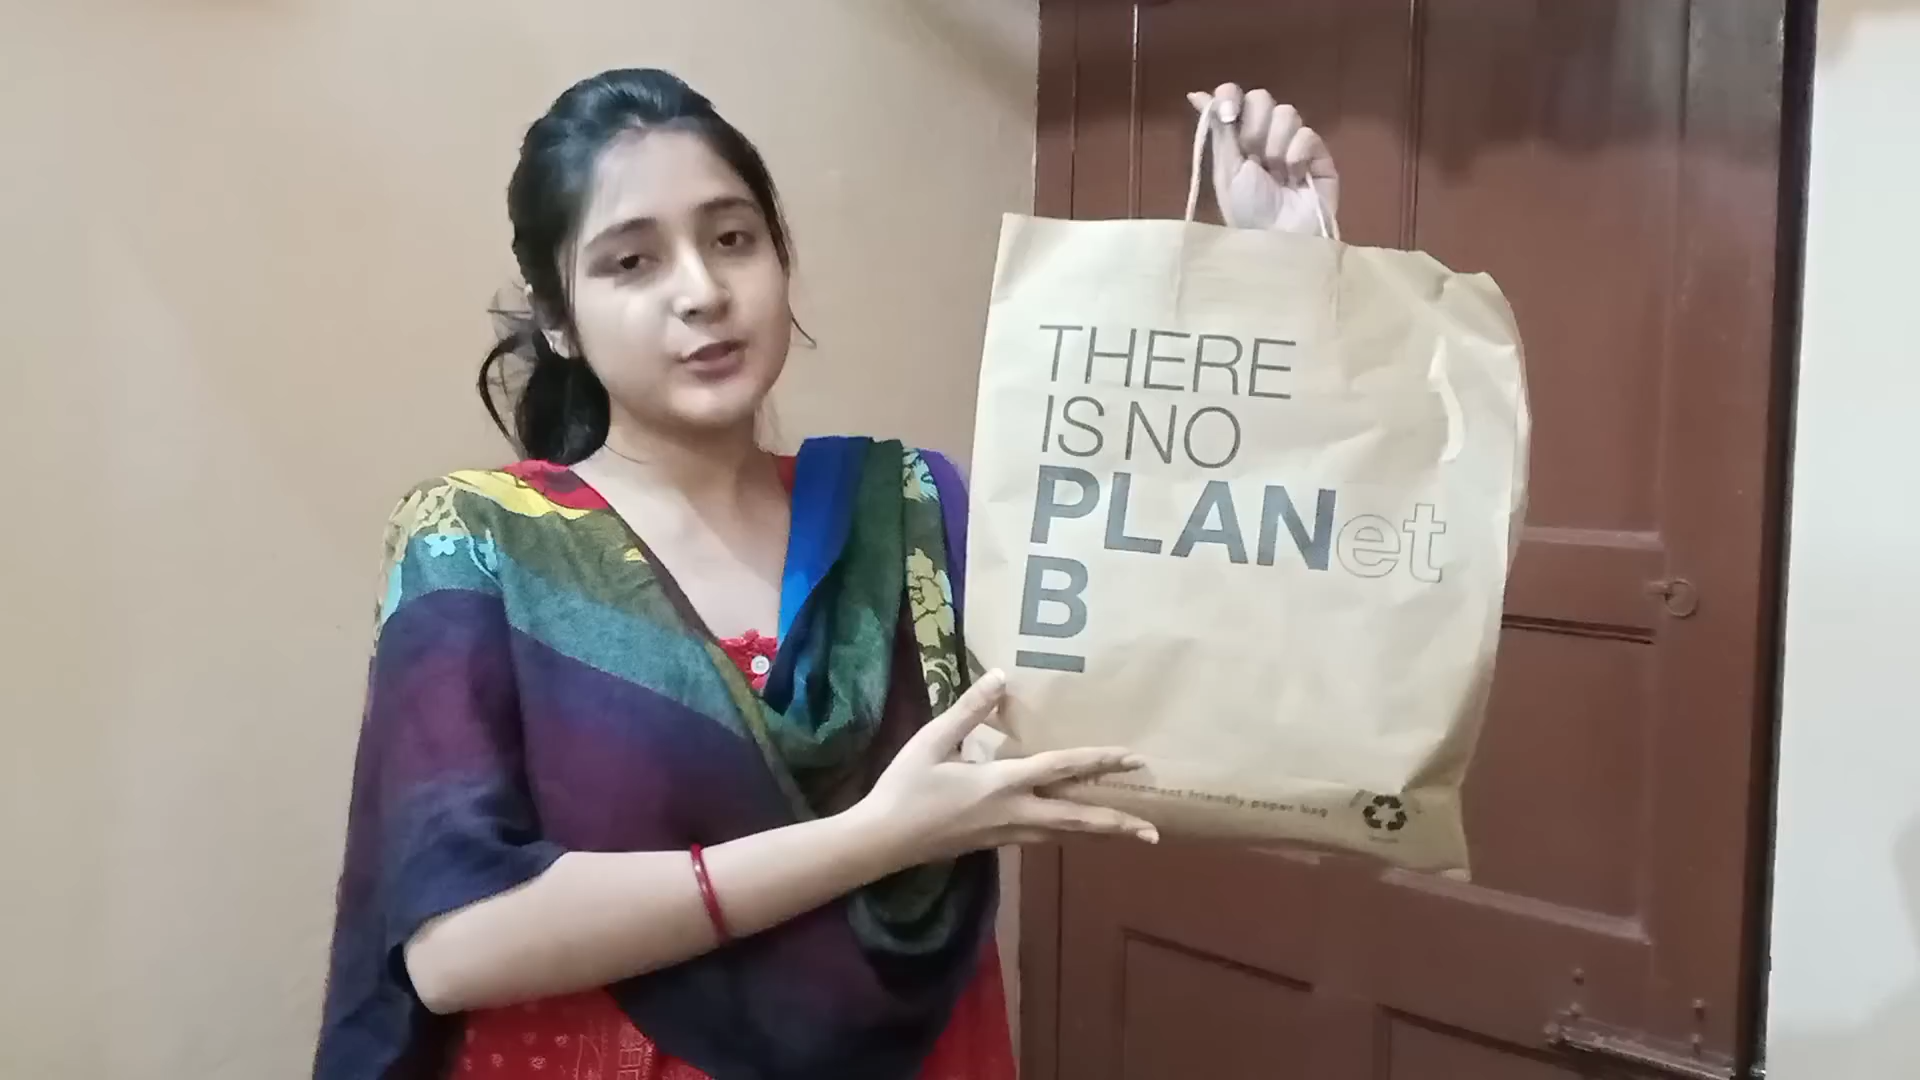 THERE
IS NO
PLANet
B
environment friendly paper bag